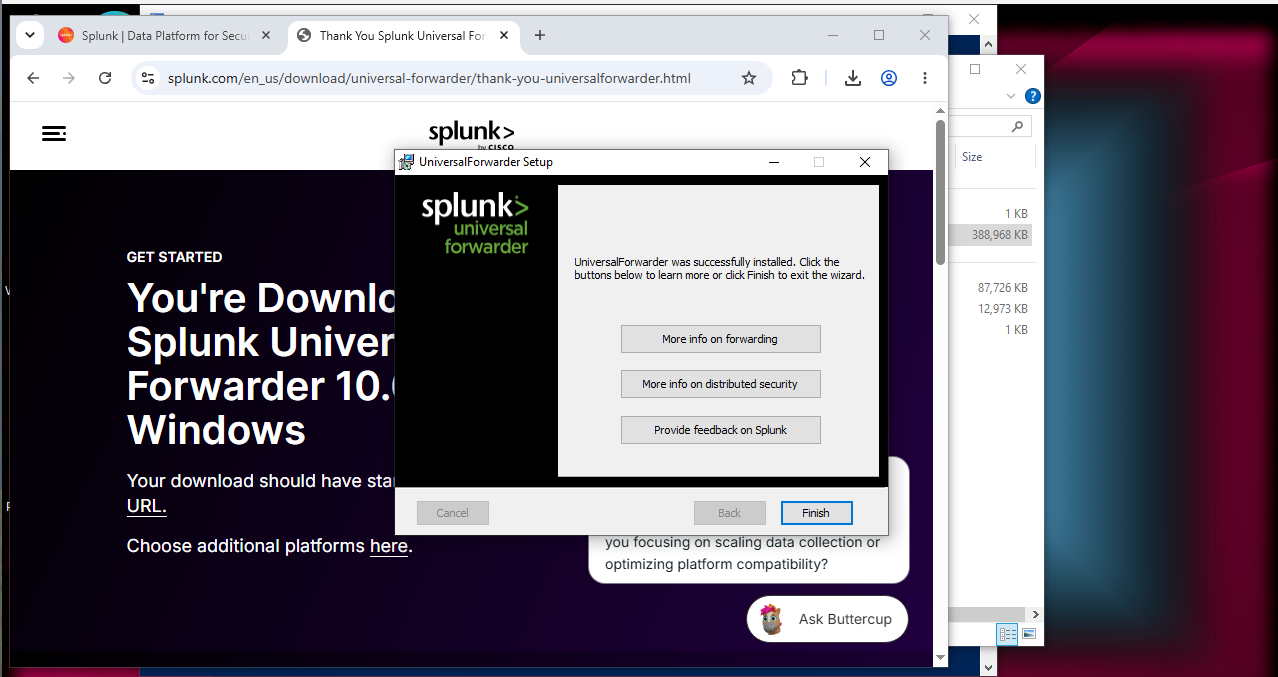 Splunk | Data Platform for Secu
Thank You Splunk Universal For
splunk.com/en_us/download/universal-forwarder/thank-you-universalforwarder.html
splunk>
by CISCO
Size
1 KB
388,968 KB
87,726 KB
12,973 KB
1 KB
UniversalForwarder Setup
splunk>
universal
forwarder
UniversalForwarder was successfully installed. Click the
buttons below to learn more or click Finish to exit the wizard.
More info on forwarding
More info on distributed security
Provide feedback on Splunk
Cancel
Back
Finish
GET STARTED
You're Downlo
Splunk Univer
Forwarder 10.
Windows
Your download should have sta
URL.
Choose additional platforms here.
you focusing on scaling data collection or
optimizing platform compatibility?
Ask Buttercup